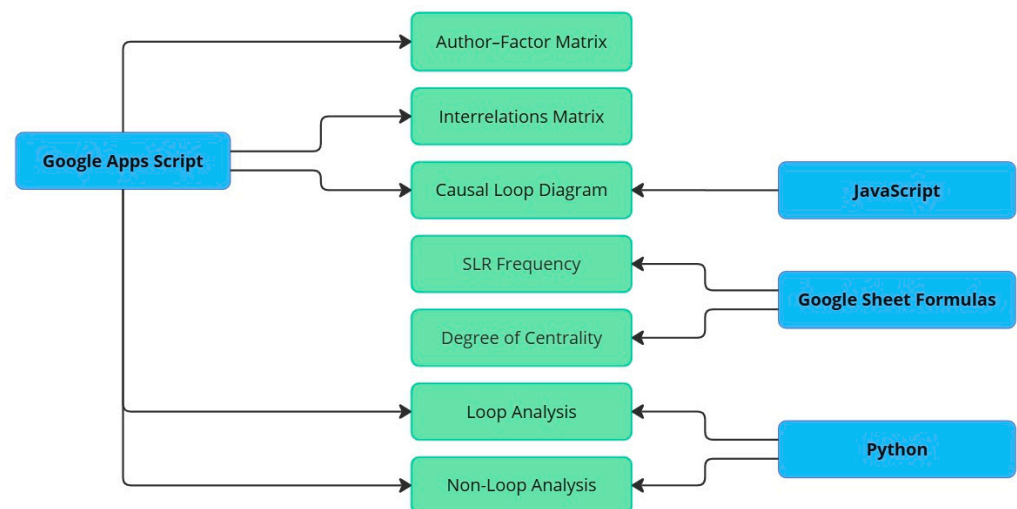 Author–Factor Matrix
Interrelations Matrix
Google Apps Script
Causal Loop Diagram
JavaScript
SLR Frequency
Google Sheet Formulas
Degree of Centrality
Loop Analysis
Python
Non-Loop Analysis